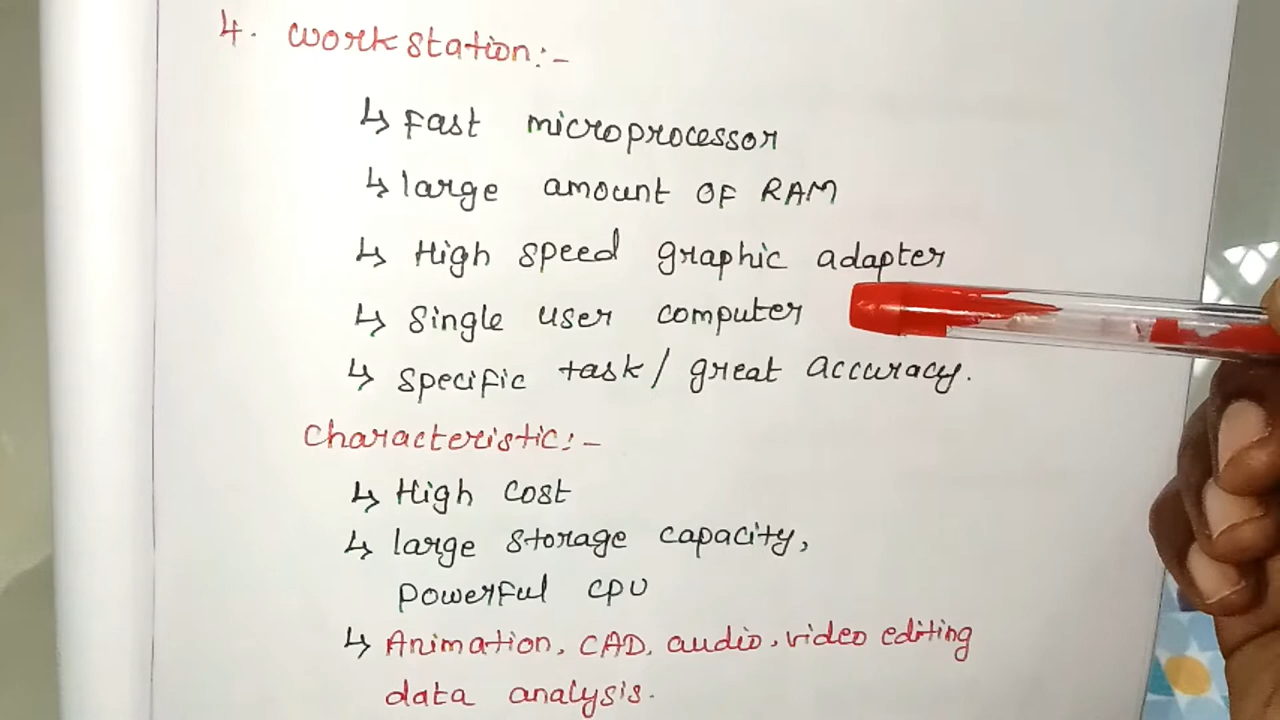 4. Workstation:-
↳ Fast microprocessor
↳ large amount OF RAM
↳ High speed graphic adapter
↳ Single user computer
↳ Specific task / great accuracy.
Characteristic:-
↳ High cost
↳ large storage capacity,
powerful CPU
↳ Animation, CAD, audio, video editing
data analysis.